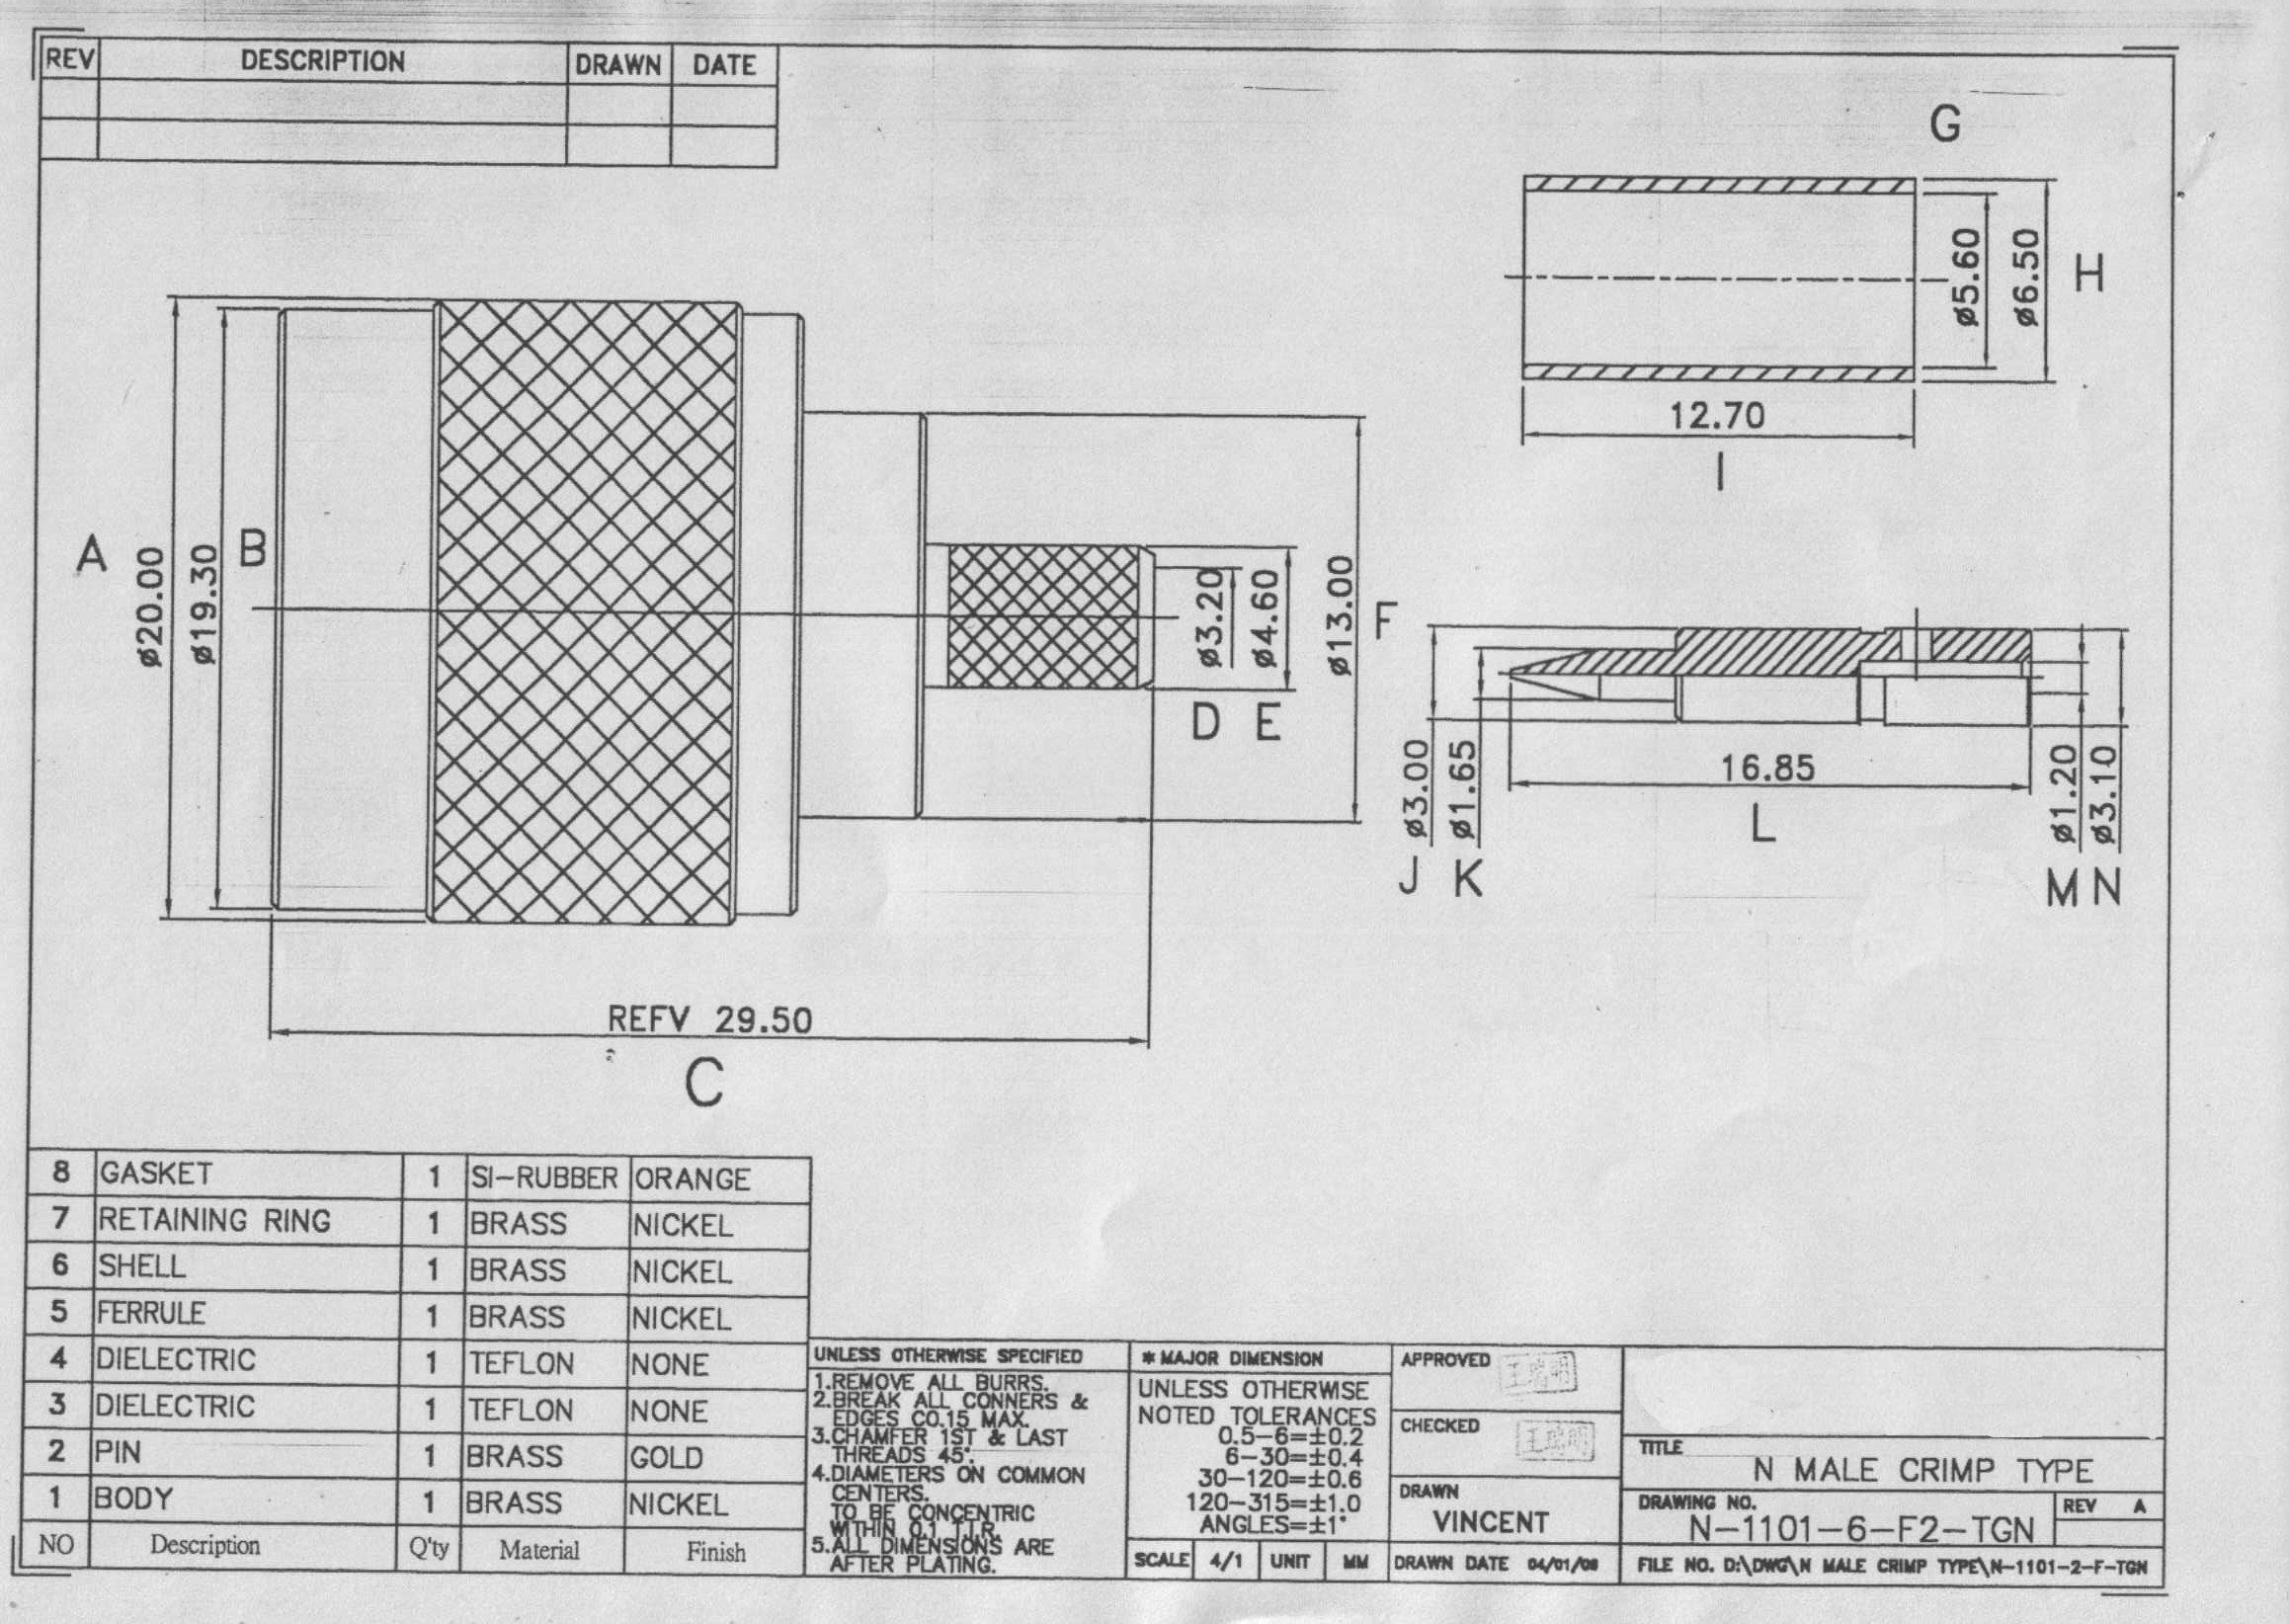 REV DESCRIPTION DRAWN DATE
G
ø5.60
ø6.50
H
12.70
I
A
ø20.00
ø19.30
B
ø3.20
ø4.60
ø13.00
F
D E
REFV 29.50
C
J
ø3.00
ø1.65
K
16.85
L
ø1.20
ø3.10
M N
8 GASKET 1 SI-RUBBER ORANGE
7 RETAINING RING 1 BRASS NICKEL
6 SHELL 1 BRASS NICKEL
5 FERRULE 1 BRASS NICKEL
4 DIELECTRIC 1 TEFLON NONE
3 DIELECTRIC 1 TEFLON NONE
2 PIN 1 BRASS GOLD
1 BODY 1 BRASS NICKEL
NO Description Q'ty Material Finish
UNLESS OTHERWISE SPECIFIED
1.REMOVE ALL BURRS.
2.BREAK ALL CONNERS &
EDGES C0.15 MAX.
3.CHAMFER 1ST & LAST
THREADS 45°.
4.DIAMETERS ON COMMON
CENTERS.
TO BE CONCENTRIC
WITHIN 0.1 T.I.R.
5.ALL DIMENSIONS ARE
AFTER PLATING.
* MAJOR DIMENSION
UNLESS OTHERWISE
NOTED TOLERANCES
0.5-6=±0.2
6-30=±0.4
30-120=±0.6
120-315=±1.0
ANGLES=±1°
SCALE 4/1 UNIT MM
APPROVED
CHECKED
DRAWN
VINCENT
DRAWN DATE 04/01/08
TITLE
N MALE CRIMP TYPE
DRAWING NO.
N-1101-6-F2-TGN
REV A
FILE NO. D:\DWG\N MALE CRIMP TYPE\N-1101-2-F-TGN